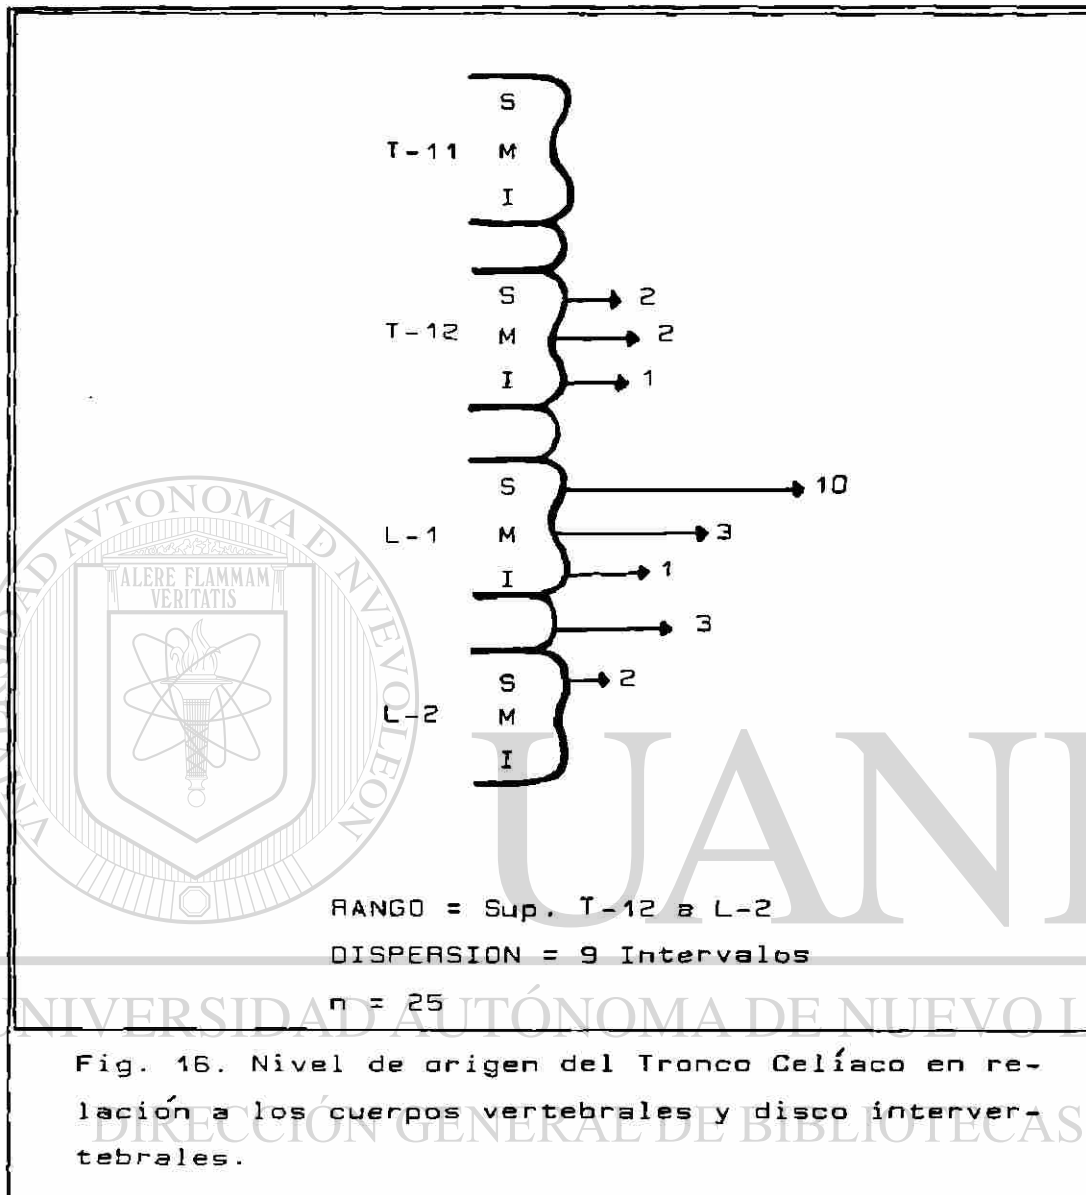 S
T-11 M
I
S 2
T-12 M 2
I 1
S 10
L-1 M 3
I 1
3
S 2
L-2 M
I
RANGO = Sup. T-12 a L-2
DISPERSION = 9 Intervalos
n = 25
Fig. 16. Nivel de origen del Tronco Celíaco en re-
lación a los cuerpos vertebrales y disco interver-
tebrales.
ALERE FLAMMAM
VERITATIS
UANL
UNIVERSIDAD AUTÓNOMA DE NUEVO L
DIRECCIÓN GENERAL DE BIBLIOTECAS